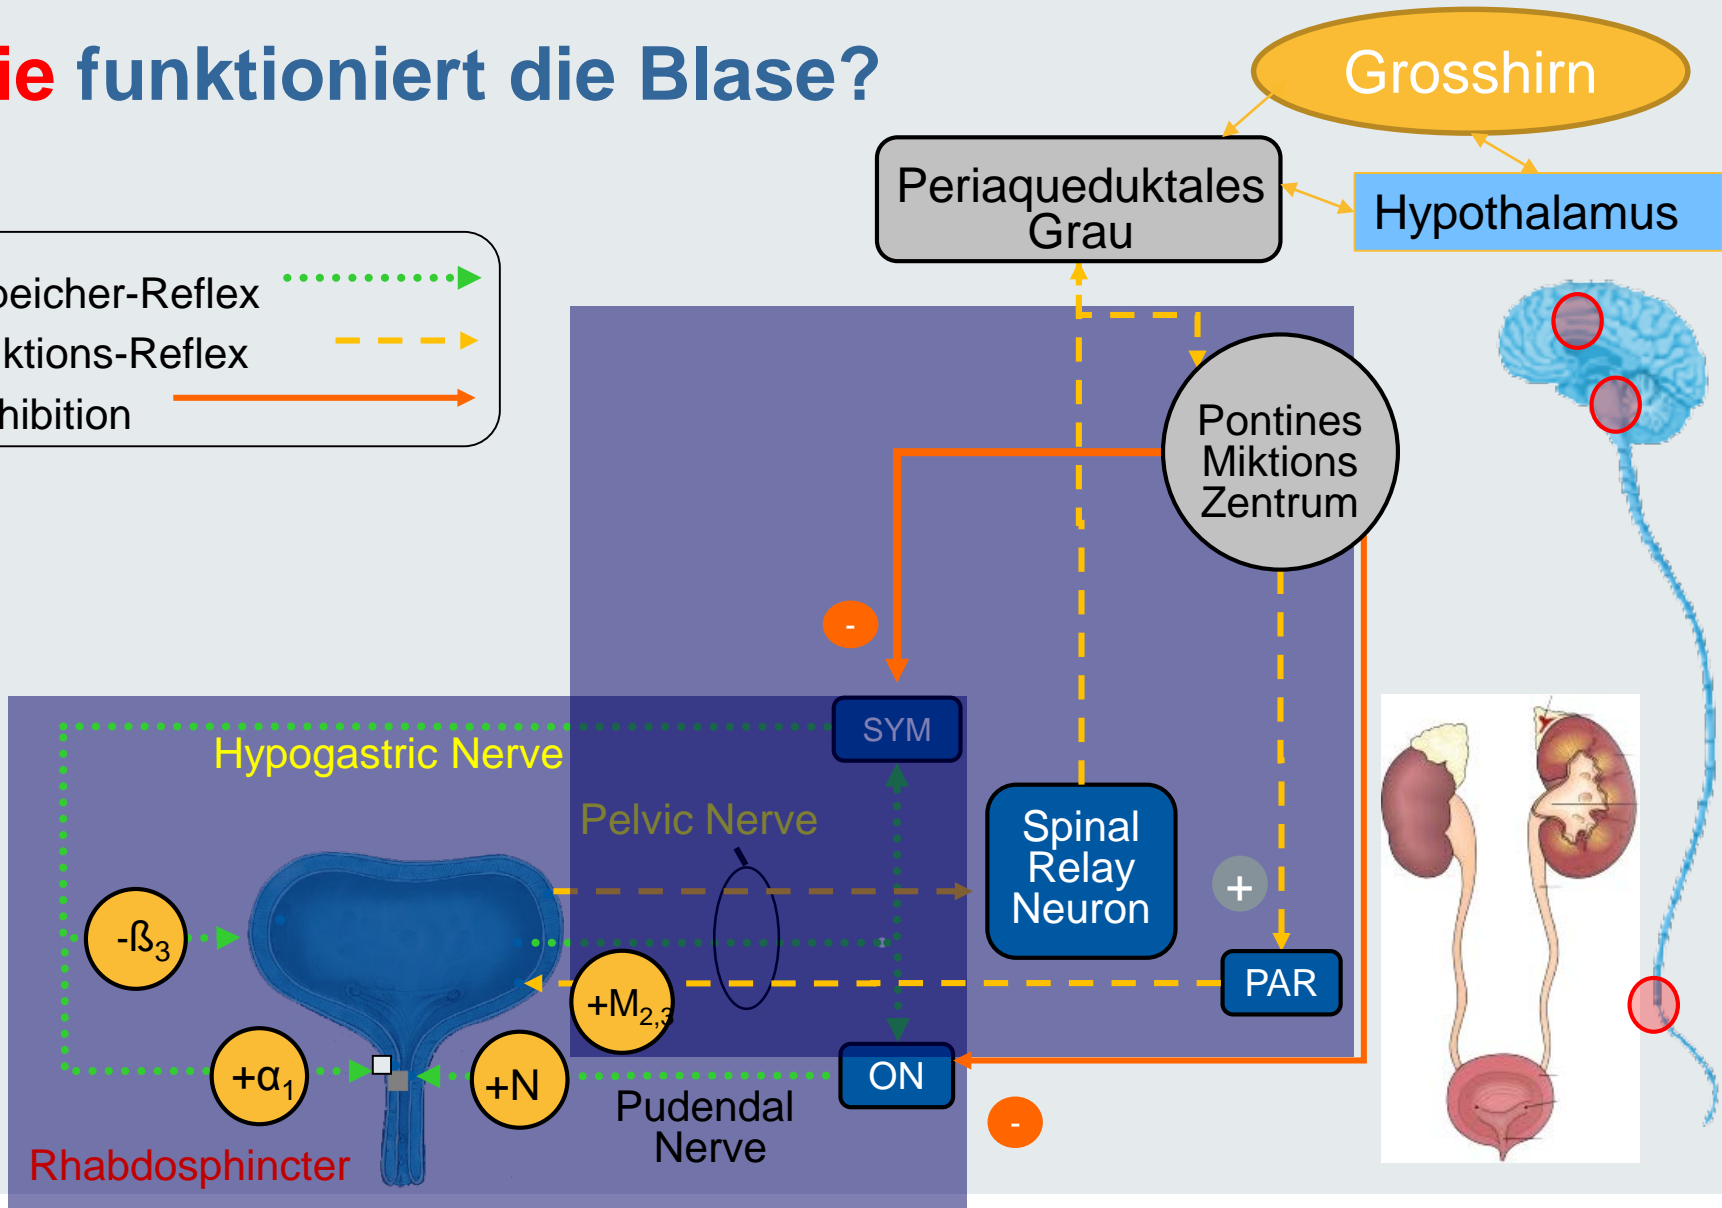 ie funktioniert die Blase?
Grosshirn
Periaqueduktales
Grau
Hypothalamus
peicher-Reflex
iktions-Reflex
hibition
Pontines
Miktions
Zentrum
-
SYM
Hypogastric Nerve
Pelvic Nerve
Spinal
Relay
Neuron
+
-ß3
+M2,3
PAR
+α1
+N
ON
Pudendal
Nerve
-
Rhabdosphincter